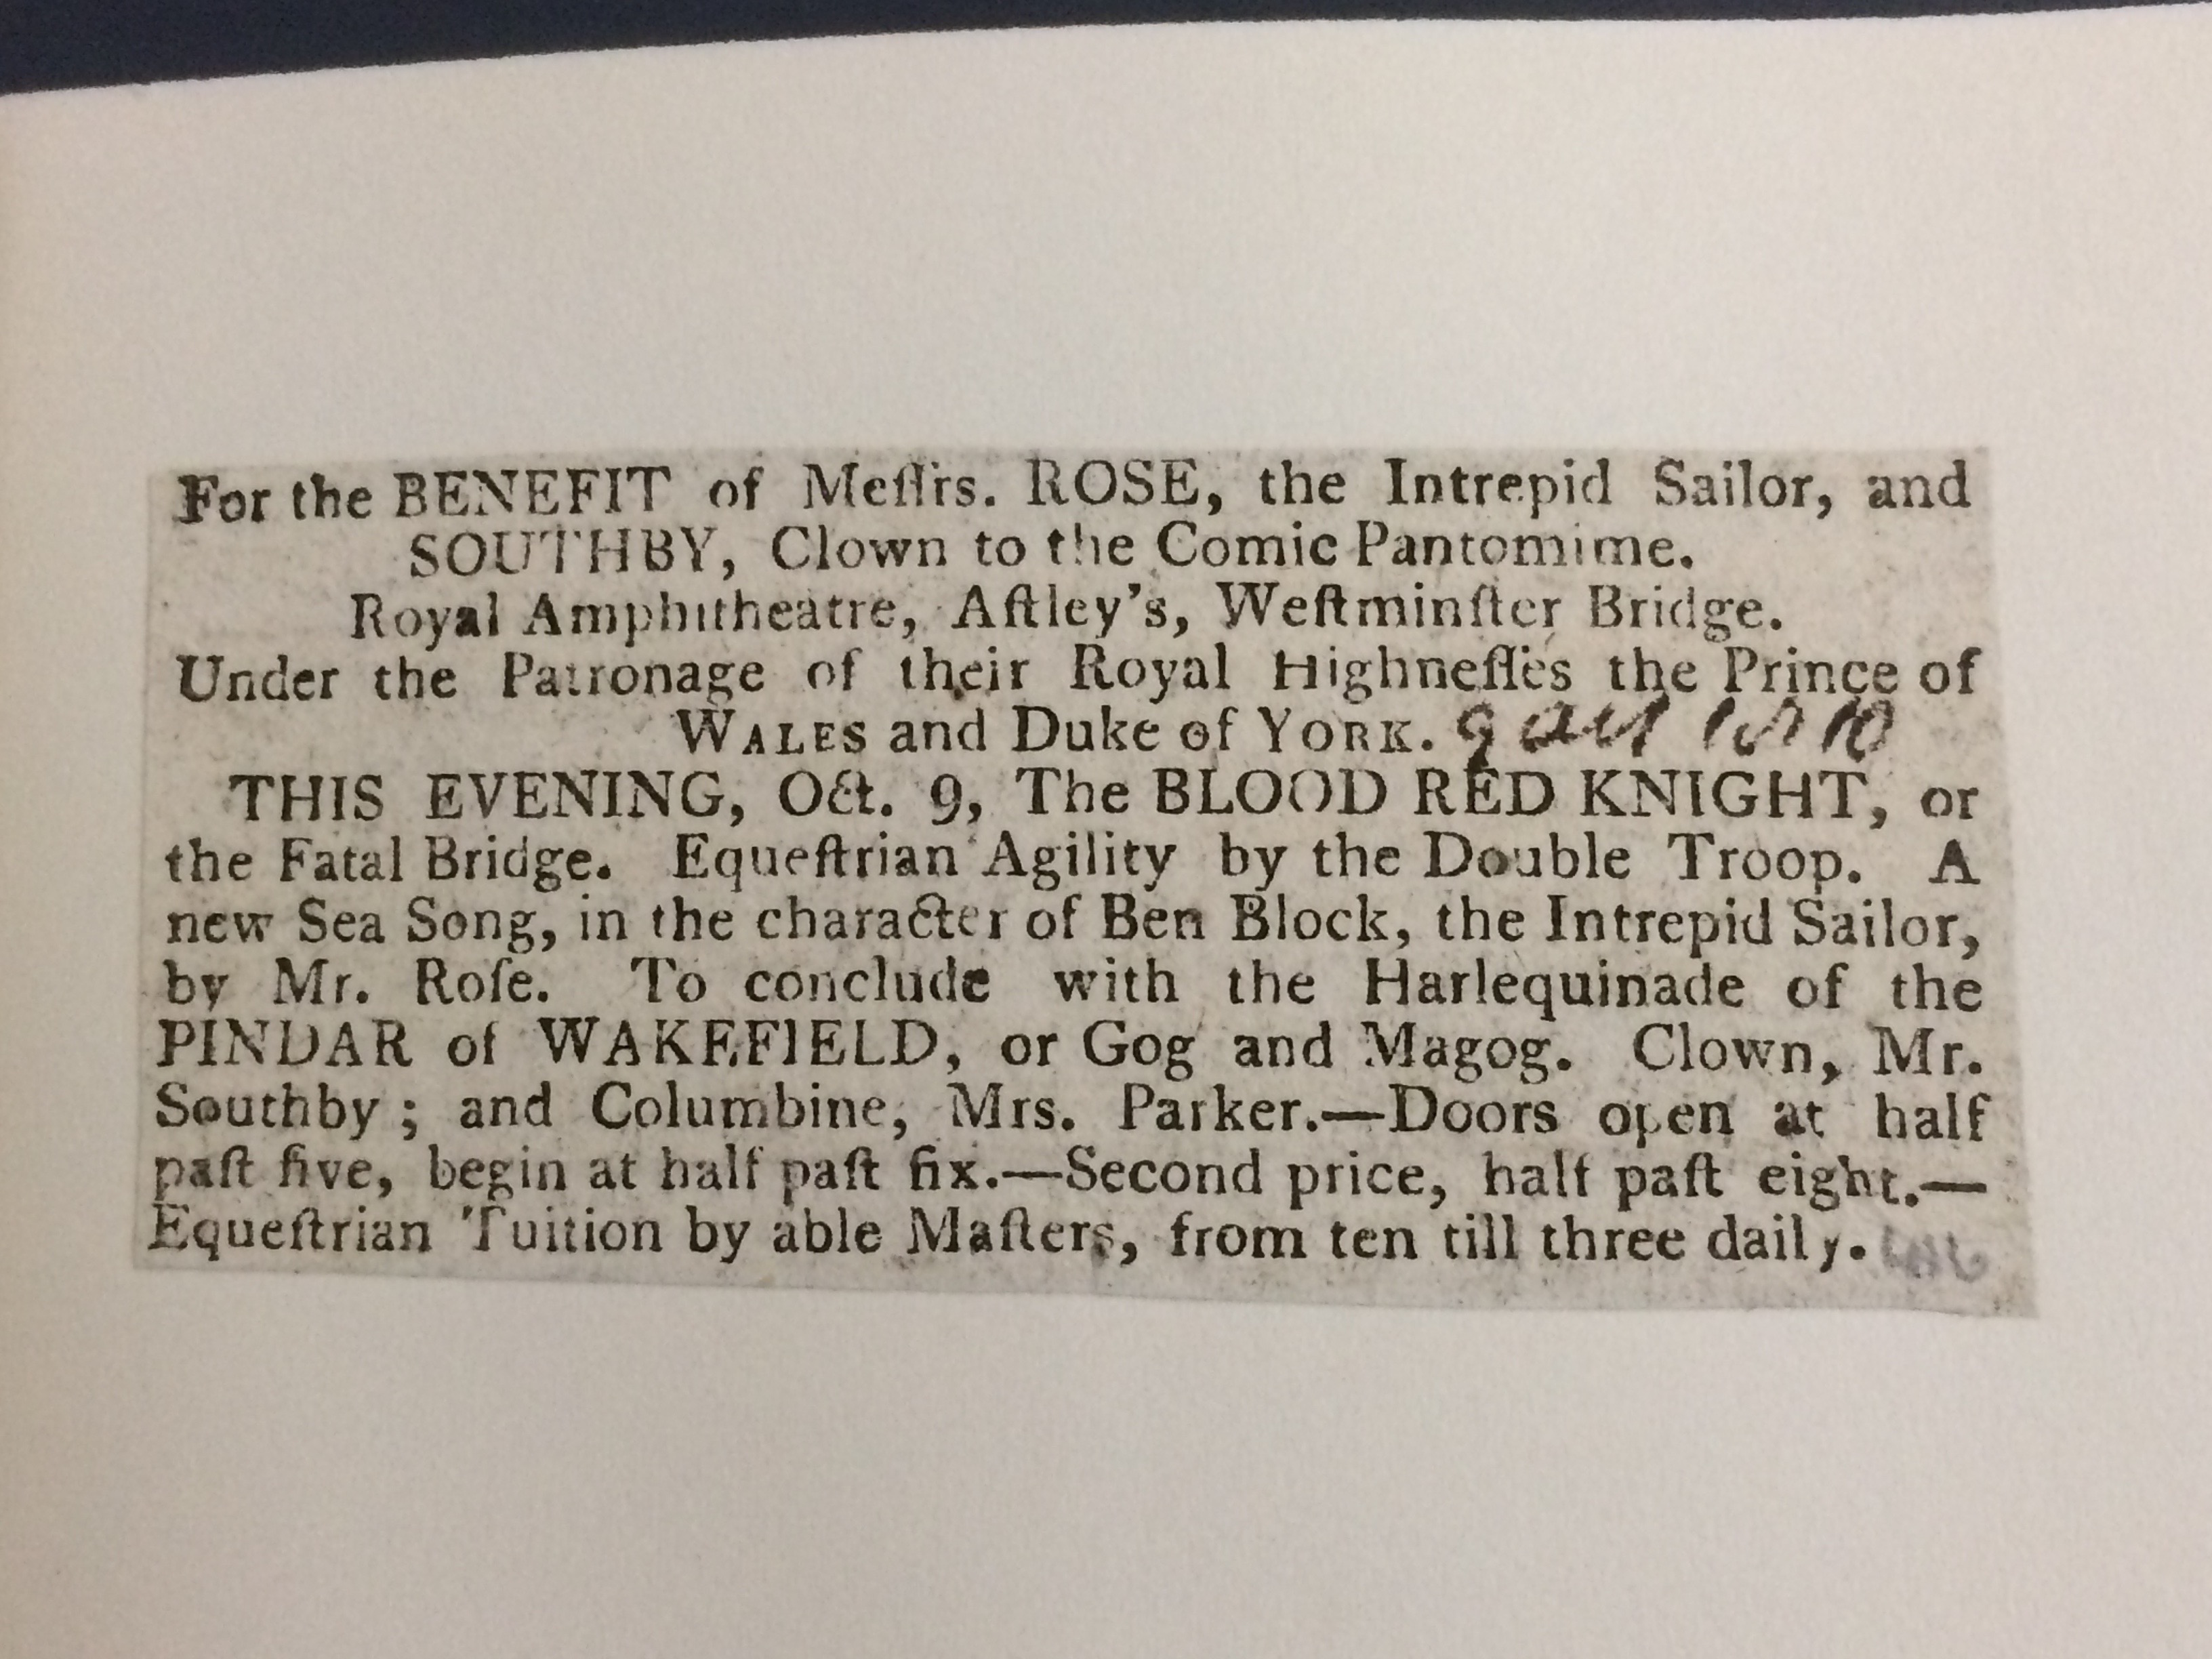 For the BENEFIT of Meſſrs. ROSE, the Intrepid Sailor, and
SOUTHBY, Clown to the Comic Pantomime.
Royal Amphitheatre, Aſtley's, Weſtminſter Bridge.
Under the Patronage of their Royal Highneſſes the Prince of
WALES and Duke of YORK.
THIS EVENING, Oct. 9, The BLOOD RED KNIGHT, or
the Fatal Bridge. Equeſtrian Agility by the Double Troop. A
new Sea Song, in the character of Ben Block, the Intrepid Sailor,
by Mr. Roſe. To conclude with the Harlequinade of the
PINDAR of WAKEFIELD, or Gog and Magog. Clown, Mr.
Southby; and Columbine, Mrs. Parker.—Doors open at half
paſt five, begin at half paſt ſix.—Second price, half paſt eight.—
Equeſtrian Tuition by able Maſters, from ten till three daily.